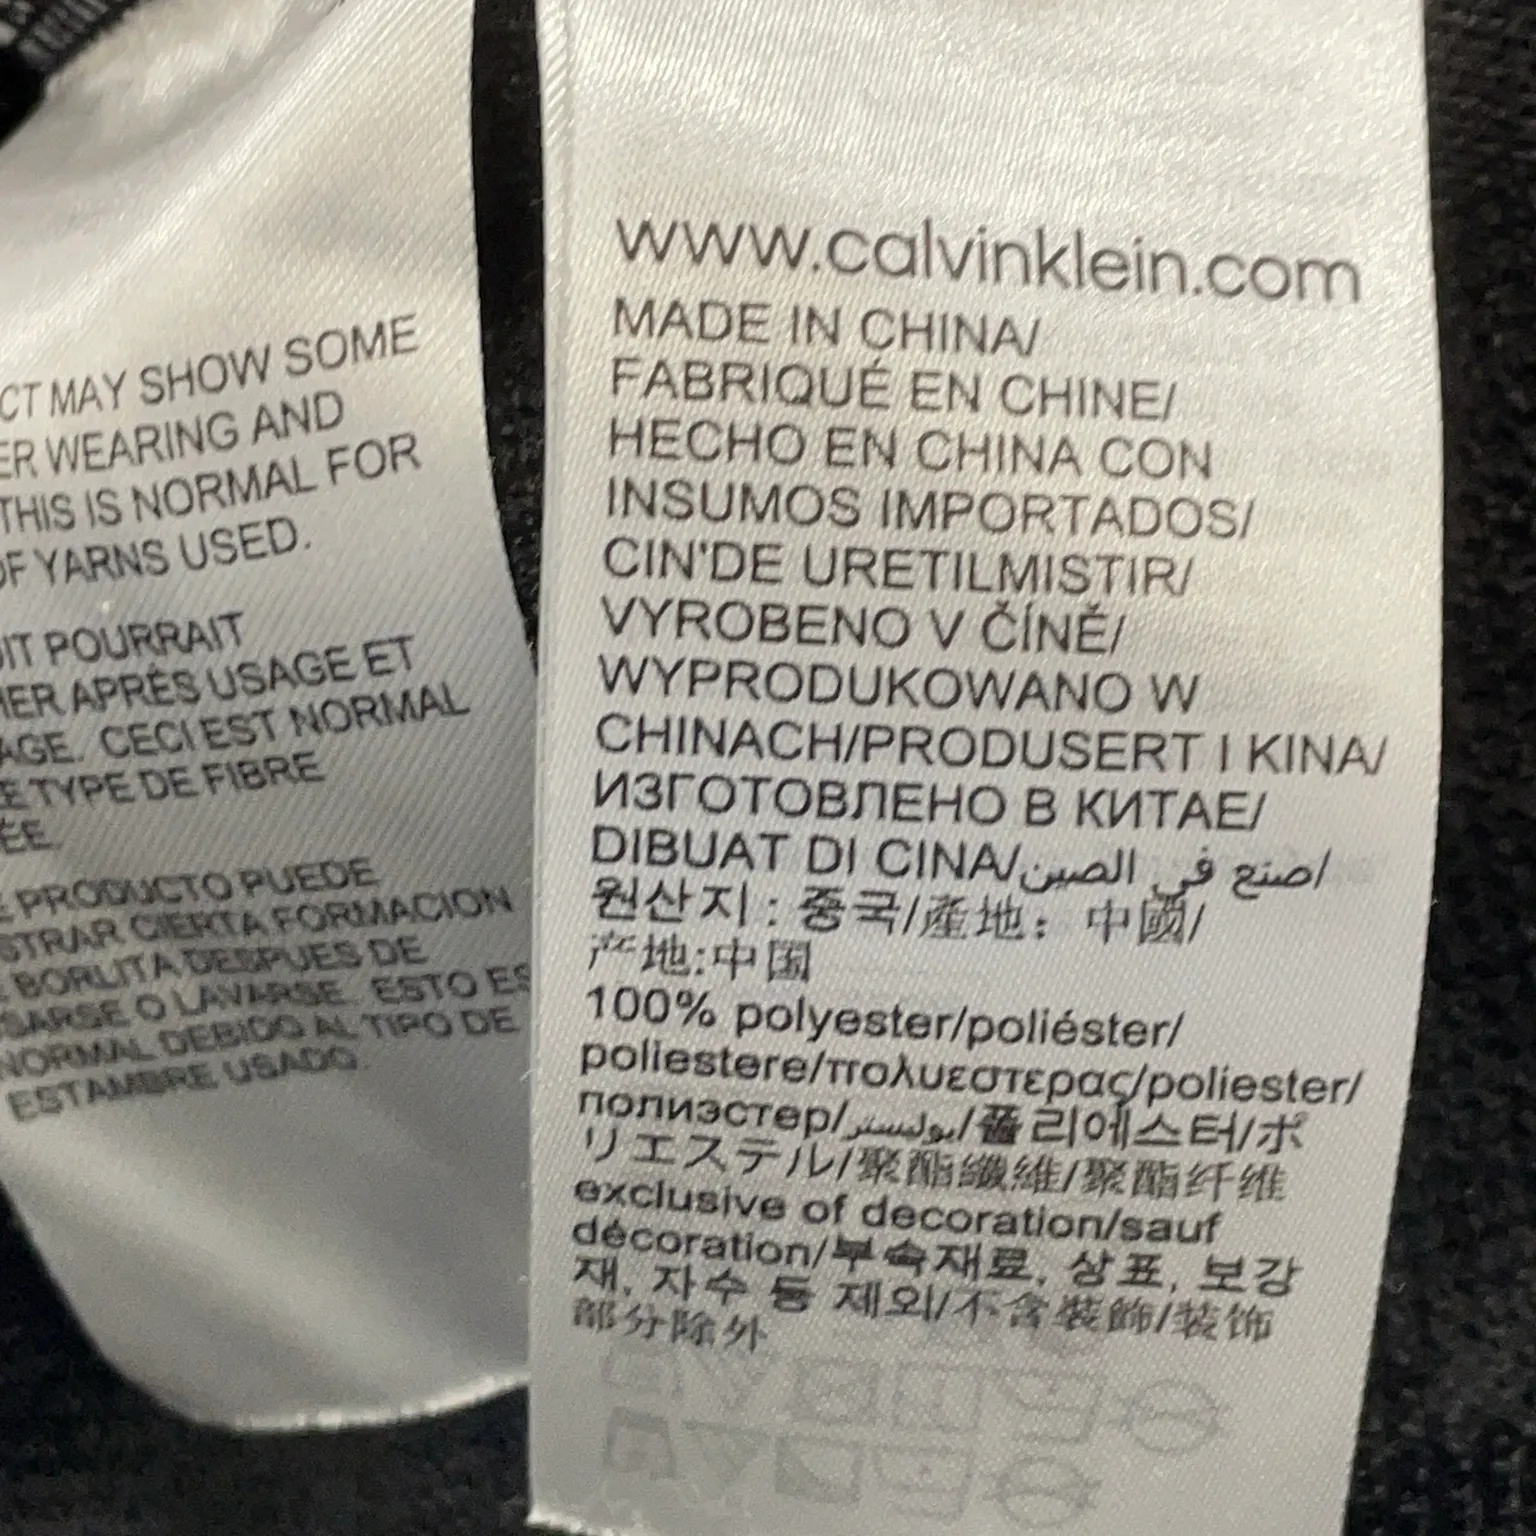 CT MAY SHOW SOME
ER WEARING AND
THIS IS NORMAL FOR
OF YARNS USED.
IT POURRAIT
HER APRÈS USAGE ET
AGE. CECI EST NORMAL
E TYPE DE FIBRE
ÉE.
E PRODUCTO PUEDE
STRAR CIERTA FORMACION
E BORLITA DESPUES DE
SARSE O LAVARSE. ESTO ES
NORMAL DEBIDO AL TIPO DE
ESTAMBRE USADO.
www.calvinklein.com
MADE IN CHINA/
FABRIQUÉ EN CHINE/
HECHO EN CHINA CON
INSUMOS IMPORTADOS/
CIN'DE URETILMISTIR/
VYROBENO V ČÍNĚ/
WYPRODUKOWANO W
CHINACH/PRODUSERT I KINA/
ИЗГОТОВЛЕНО В КИТАЕ/
DIBUAT DI CINA/صنع في الصين/
원산지 : 중국/產地： 中國/
产地:中国
100% polyester/poliéster/
poliestere/πολυεστερας/poliester/
полиэстер/بوليستر/폴리에스터/ポ
リエステル/聚酯纖維/聚酯纤维
exclusive of decoration/sauf
décoration/부속재료, 상표, 보강
재, 자수 등 제외/不含裝飾/装饰
部分除外